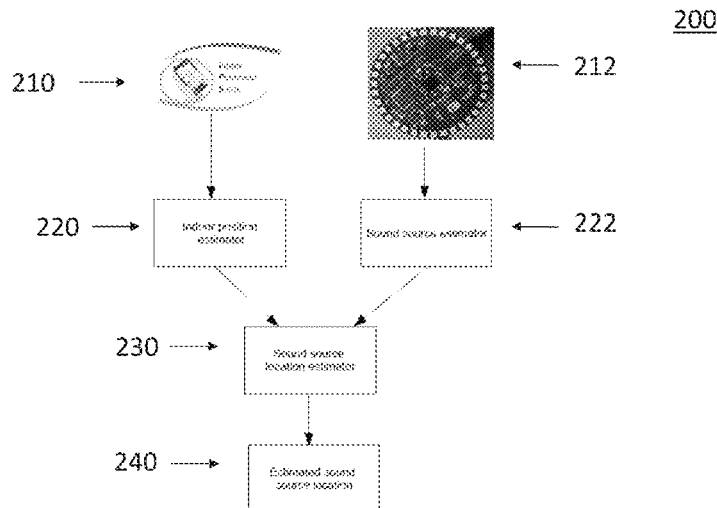 200
210
212
220
Indoor position
estimator
Sound source estimator
222
230
Sound source
location estimator
240
Estimated sound
source location